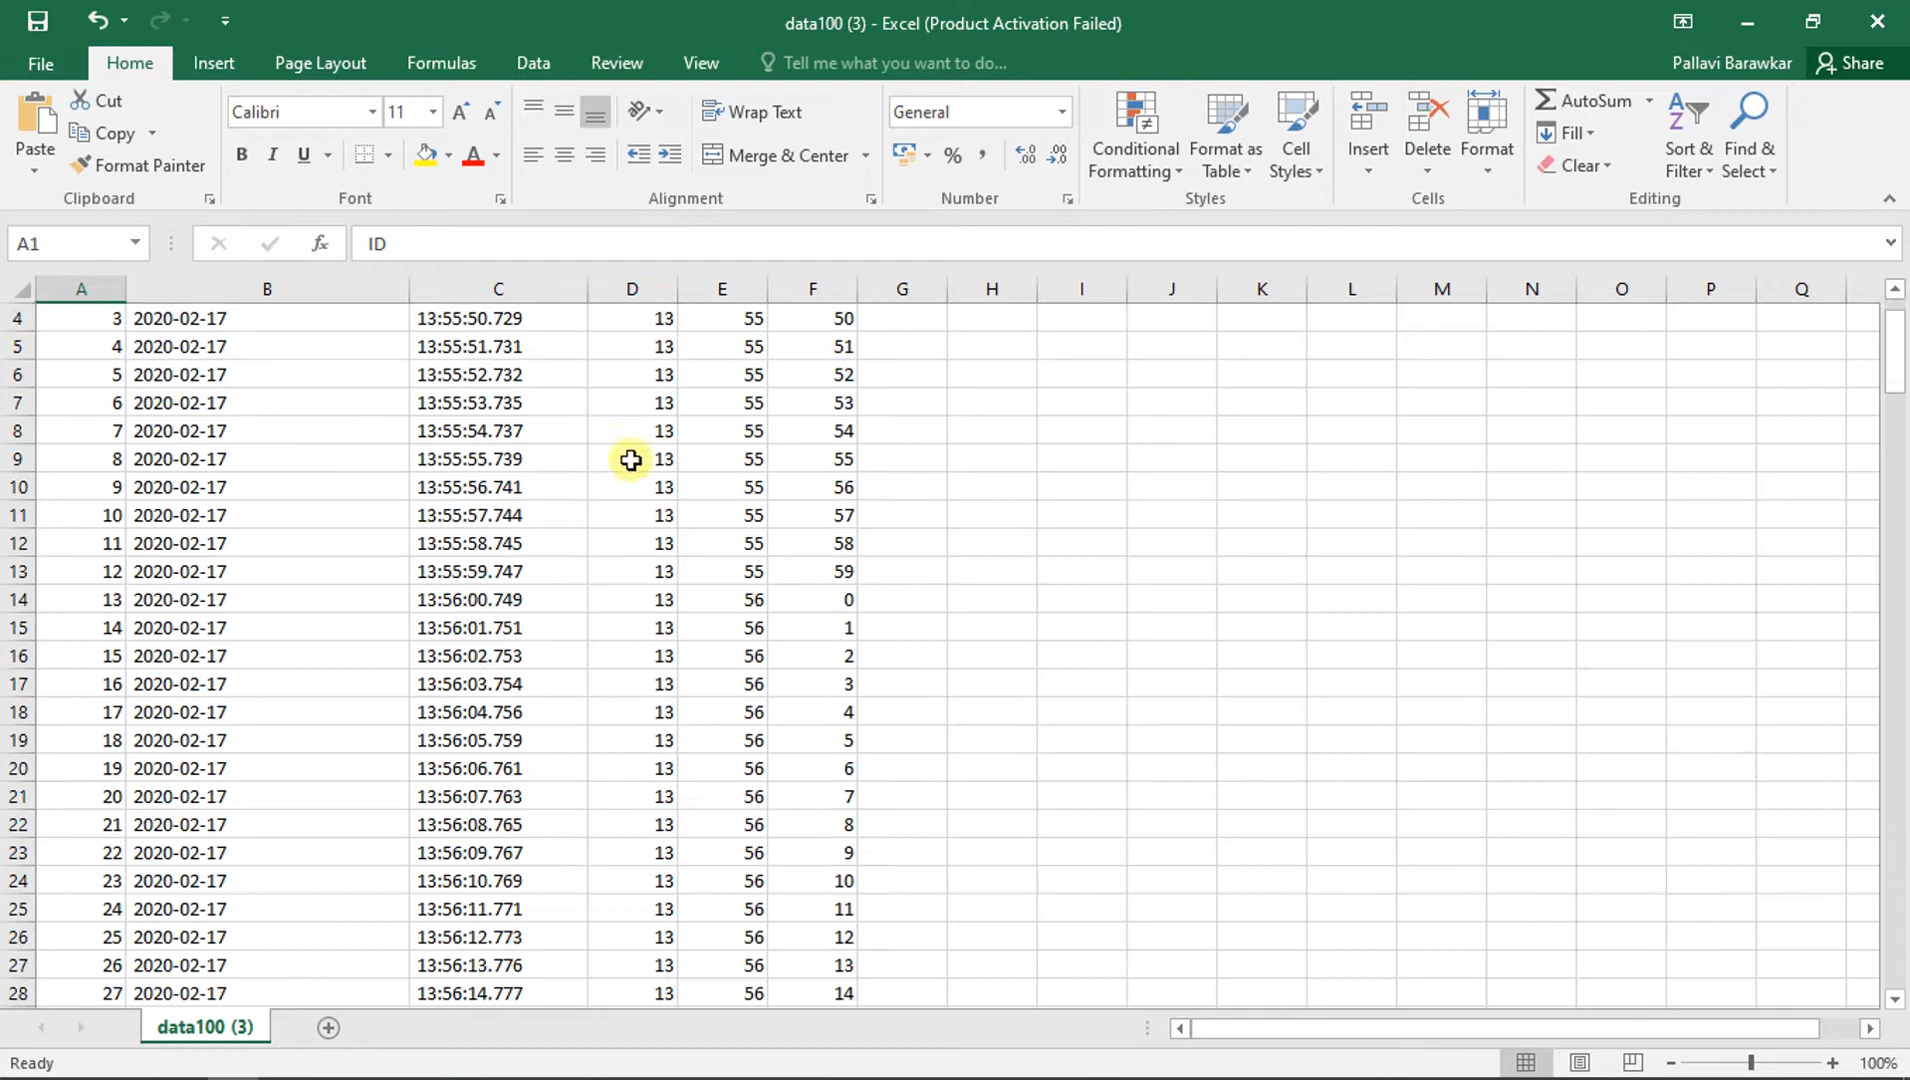 data100 (3) - Excel (Product Activation Failed)
File Home Insert Page Layout Formulas Data Review View Tell me what you want to do... Pallavi Barawkar Share
Paste Cut Copy Format Painter Clipboard
Calibri 11 B I U A Font
Wrap Text Merge & Center Alignment
General % , .00 Number
Conditional Formatting Format as Table Cell Styles Styles
Insert Delete Format Cells
AutoSum Fill Clear Sort & Filter Find & Select Editing
A1 fx ID
A B C D E F G H I J K L M N O P Q
4 3 2020-02-17 13:55:50.729 13 55 50
5 4 2020-02-17 13:55:51.731 13 55 51
6 5 2020-02-17 13:55:52.732 13 55 52
7 6 2020-02-17 13:55:53.735 13 55 53
8 7 2020-02-17 13:55:54.737 13 55 54
9 8 2020-02-17 13:55:55.739 13 55 55
10 9 2020-02-17 13:55:56.741 13 55 56
11 10 2020-02-17 13:55:57.744 13 55 57
12 11 2020-02-17 13:55:58.745 13 55 58
13 12 2020-02-17 13:55:59.747 13 55 59
14 13 2020-02-17 13:56:00.749 13 56 0
15 14 2020-02-17 13:56:01.751 13 56 1
16 15 2020-02-17 13:56:02.753 13 56 2
17 16 2020-02-17 13:56:03.754 13 56 3
18 17 2020-02-17 13:56:04.756 13 56 4
19 18 2020-02-17 13:56:05.759 13 56 5
20 19 2020-02-17 13:56:06.761 13 56 6
21 20 2020-02-17 13:56:07.763 13 56 7
22 21 2020-02-17 13:56:08.765 13 56 8
23 22 2020-02-17 13:56:09.767 13 56 9
24 23 2020-02-17 13:56:10.769 13 56 10
25 24 2020-02-17 13:56:11.771 13 56 11
26 25 2020-02-17 13:56:12.773 13 56 12
27 26 2020-02-17 13:56:13.776 13 56 13
28 27 2020-02-17 13:56:14.777 13 56 14
data100 (3)
Ready 100%